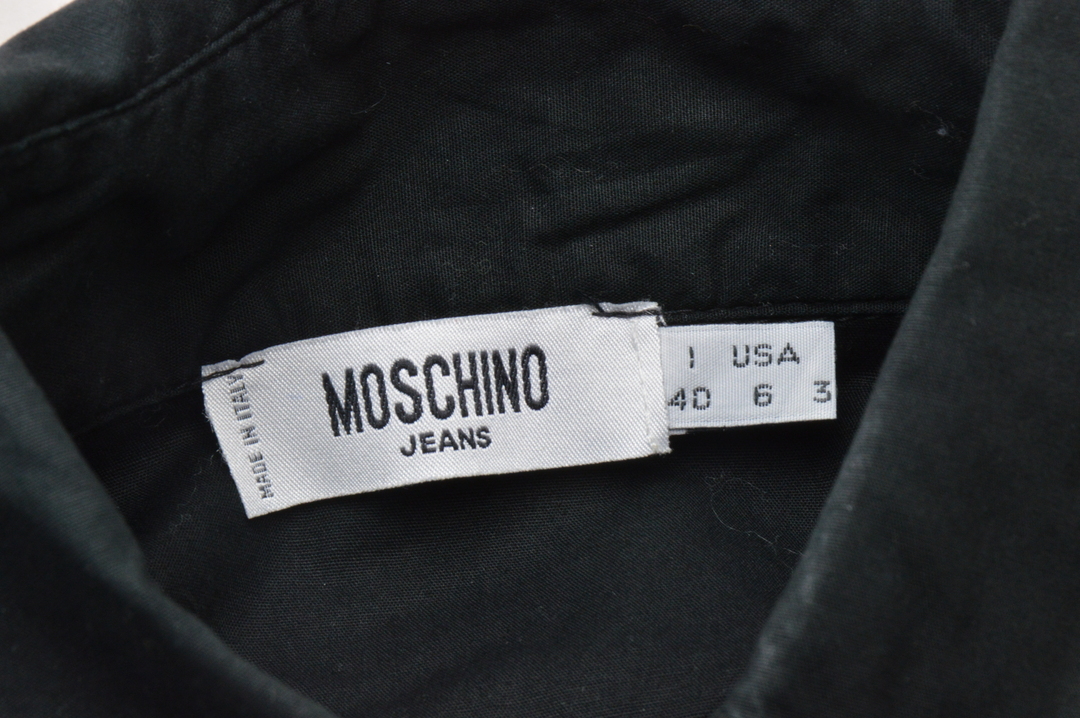 MADE IN ITALY
MOSCHINO
JEANS
I USA
40 6 3